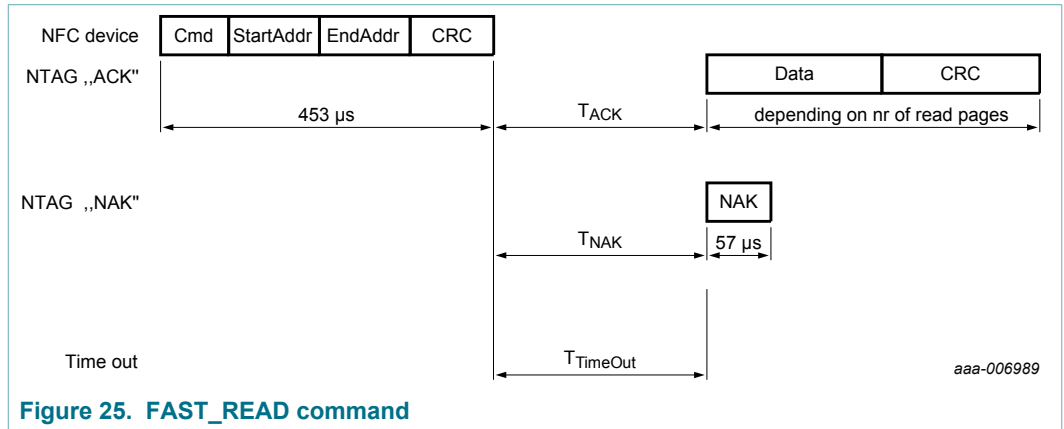 NFC device Cmd StartAddr EndAddr CRC
NTAG ,,ACK" Data CRC
453 µs TACK depending on nr of read pages
NTAG ,,NAK" NAK
TNAK 57 µs
Time out TTimeOut aaa-006989
Figure 25. FAST_READ command